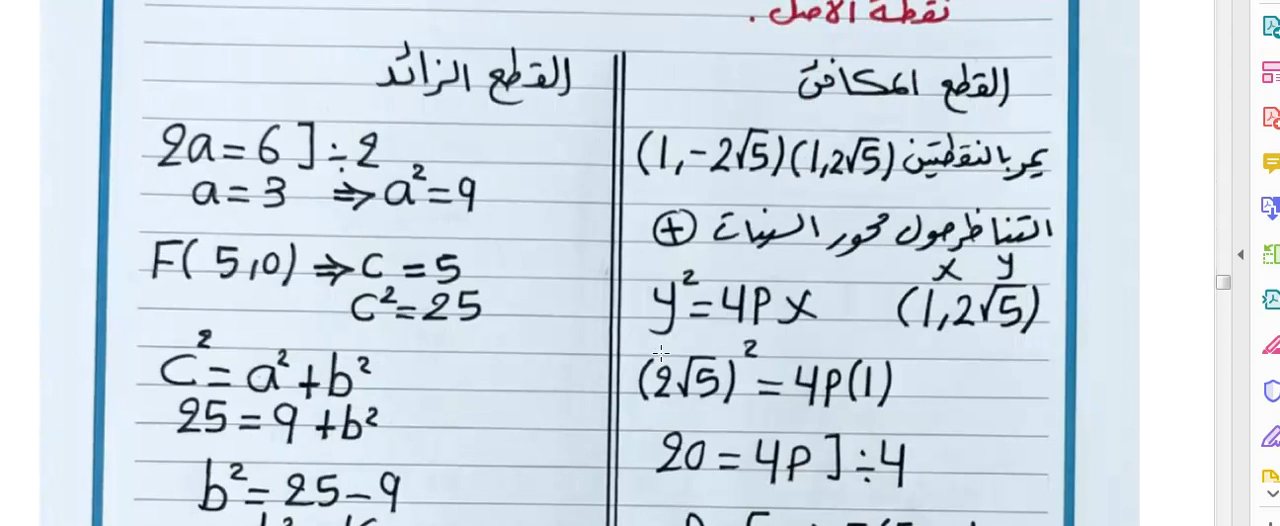 نقطة الأصل .
القطع المكافئ
يمر بالنقطتين (1,2√5) (1,-2√5)
التناظر حول محور السينات ⊕
x y
y² = 4px (1,2√5)
(2√5)² = 4p(1)
20 = 4p ] ÷4
القطع الزائد
2a = 6 ] ÷2
a = 3 ⇒ a² = 9
F( 5,0) ⇒ c = 5
c² = 25
c² = a² + b²
25 = 9 + b²
b² = 25 - 9